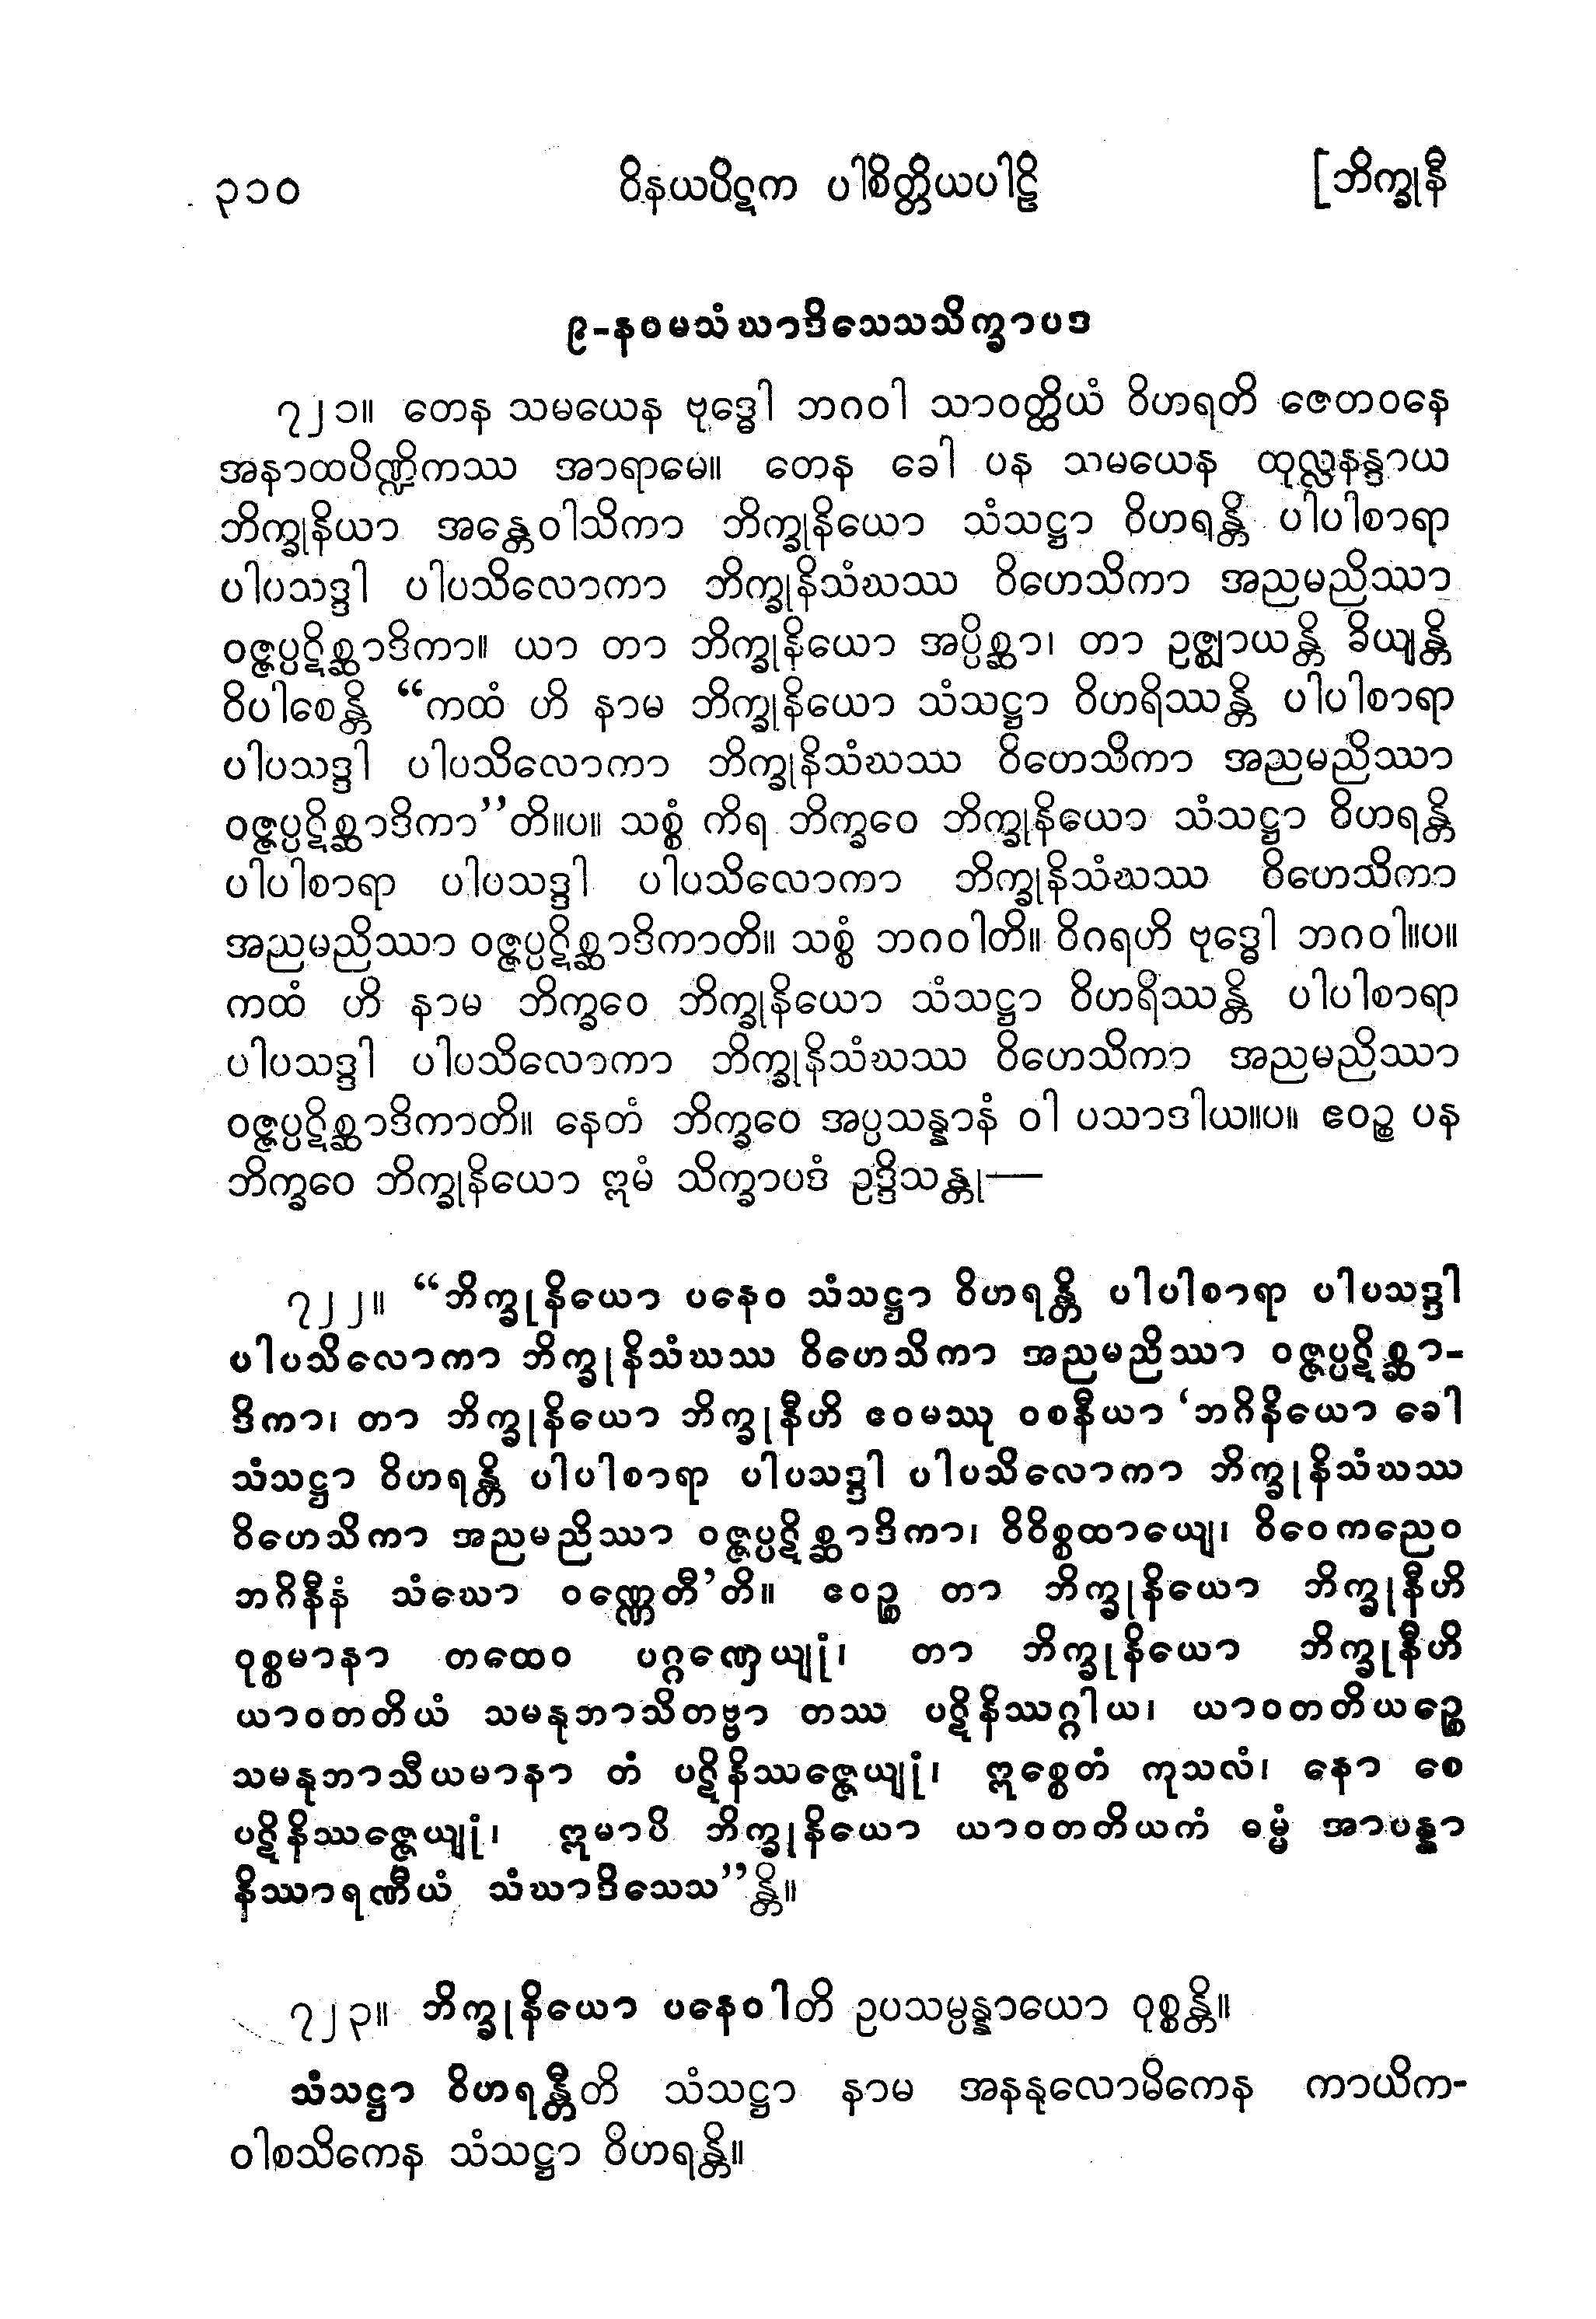 ၃၁၀ ဝိနယပိဋက ပါစိတ္တိယပါဠိ [ဘိက္ခုနီ
၉-နဝမသံဃာဒိသေသသိက္ခာပဒ
၇၂၁။ တေန သမယေန ဗုဒ္ဓေါ ဘဂဝါ သာဝတ္ထိယံ ဝိဟရတိ ဇေတဝနေ
အနာထပိဏ္ဍိကဿ အာရာမေ။ တေန ခေါ ပန သမယေန ထုလ္လနန္ဒာယ
ဘိက္ခုနိယာ အန္တေဝါသိကာ ဘိက္ခုနိယော သံသဋ္ဌာ ဝိဟရန္တိ ပါပါစာရာ
ပါပသဒ္ဒါ ပါပသိလောကာ ဘိက္ခုနိသံဃဿ ဝိဟေသိကာ အညမညိဿာ
ဝဇ္ဇပ္ပဋိစ္ဆာဒိကာ။ ယာ တာ ဘိက္ခုနိယော အပ္ပိစ္ဆာ၊ တာ ဥဇ္ဈာယန္တိ ခိယျန္တိ
ဝိပါစေန္တိ “ကထံ ဟိ နာမ ဘိက္ခုနိယော သံသဋ္ဌာ ဝိဟရိဿန္တိ ပါပါစာရာ
ပါပသဒ္ဒါ ပါပသိလောကာ ဘိက္ခုနိသံဃဿ ဝိဟေသိကာ အညမညိဿာ
ဝဇ္ဇပ္ပဋိစ္ဆာဒိကာ”တိ။ပ။ သစ္စံ ကိရ ဘိက္ခဝေ ဘိက္ခုနိယော သံသဋ္ဌာ ဝိဟရန္တိ
ပါပါစာရာ ပါပသဒ္ဒါ ပါပသိလောကာ ဘိက္ခုနိသံဃဿ ဝိဟေသိကာ
အညမညိဿာ ဝဇ္ဇပ္ပဋိစ္ဆာဒိကာတိ။ သစ္စံ ဘဂဝါတိ။ ဝိဂရဟိ ဗုဒ္ဓေါ ဘဂဝါ။ပ။
ကထံ ဟိ နာမ ဘိက္ခဝေ ဘိက္ခုနိယော သံသဋ္ဌာ ဝိဟရိဿန္တိ ပါပါစာရာ
ပါပသဒ္ဒါ ပါပသိလောကာ ဘိက္ခုနိသံဃဿ ဝိဟေသိကာ အညမညိဿာ
ဝဇ္ဇပ္ပဋိစ္ဆာဒိကာတိ။ နေတံ ဘိက္ခဝေ အပ္ပသန္နာနံ ဝါ ပသာဒါယ။ပ။ ဧဝဉ္စ ပန
ဘိက္ခဝေ ဘိက္ခုနိယော ဣမံ သိက္ခာပဒံ ဥဒ္ဒိသန္တု—
၇၂၂။ “ဘိက္ခုနိယော ပနေဝ သံသဋ္ဌာ ဝိဟရန္တိ ပါပါစာရာ ပါပသဒ္ဒါ
ပါပသိလောကာ ဘိက္ခုနိသံဃဿ ဝိဟေသိကာ အညမညိဿာ ဝဇ္ဇပ္ပဋိစ္ဆာ-
ဒိကာ၊ တာ ဘိက္ခုနိယော ဘိက္ခုနီဟိ ဧဝမဿု ဝစနီယာ ‘ဘဂိနိယော ခေါ
သံသဋ္ဌာ ဝိဟရန္တိ ပါပါစာရာ ပါပသဒ္ဒါ ပါပသိလောကာ ဘိက္ခုနိသံဃဿ
ဝိဟေသိကာ အညမညိဿာ ဝဇ္ဇပ္ပဋိစ္ဆာဒိကာ၊ ဝိဝိစ္စထာယျေ၊ ဝိဝေကညေဝ
ဘဂိနီနံ သံဃော ဝဏ္ဏေတီ’တိ။ ဧဝဉ္စ တာ ဘိက္ခုနိယော ဘိက္ခုနီဟိ
ဝုစ္စမာနာ တထေဝ ပဂ္ဂဏှေယျုံ၊ တာ ဘိက္ခုနိယော ဘိက္ခုနီဟိ
ယာဝတတိယံ သမနုဘာသိတဗ္ဗာ တဿ ပဋိနိဿဂ္ဂါယ၊ ယာဝတတိယဉ္စေ
သမနုဘာသီယမာနာ တံ ပဋိနိဿဇ္ဇေယျုံ၊ ဣစ္စေတံ ကုသလံ၊ နော စေ
ပဋိနိဿဇ္ဇေယျုံ၊ ဣမာပိ ဘိက္ခုနိယော ယာဝတတိယကံ ဓမ္မံ အာပန္နာ
နိဿာရဏီယံ သံဃာဒိသေသ”န္တိ။
၇၂၃။ ဘိက္ခုနိယော ပနေဝါတိ ဥပသမ္ပန္နာယော ဝုစ္စန္တိ။
သံသဋ္ဌာ ဝိဟရန္တီတိ သံသဋ္ဌာ နာမ အနနုလောမိကေန ကာယိက-
ဝါစသိကေန သံသဋ္ဌာ ဝိဟရန္တိ။